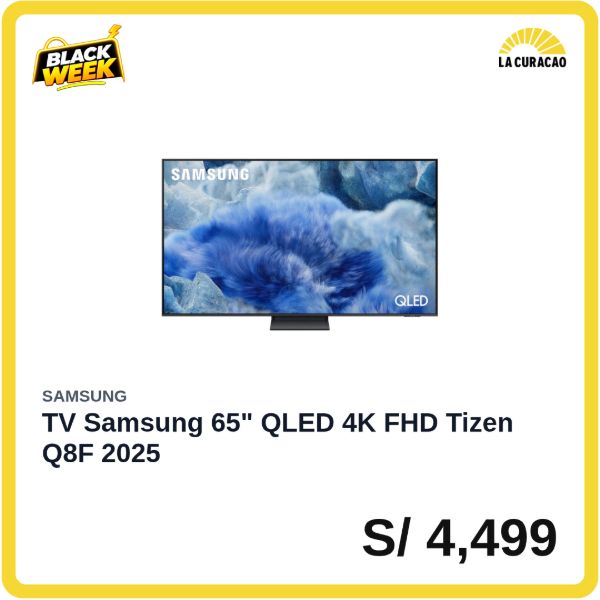 BLACK
WEEK
LA CURACAO
SAMSUNG
QLED
SAMSUNG
TV Samsung 65" QLED 4K FHD Tizen
Q8F 2025
S/ 4,499